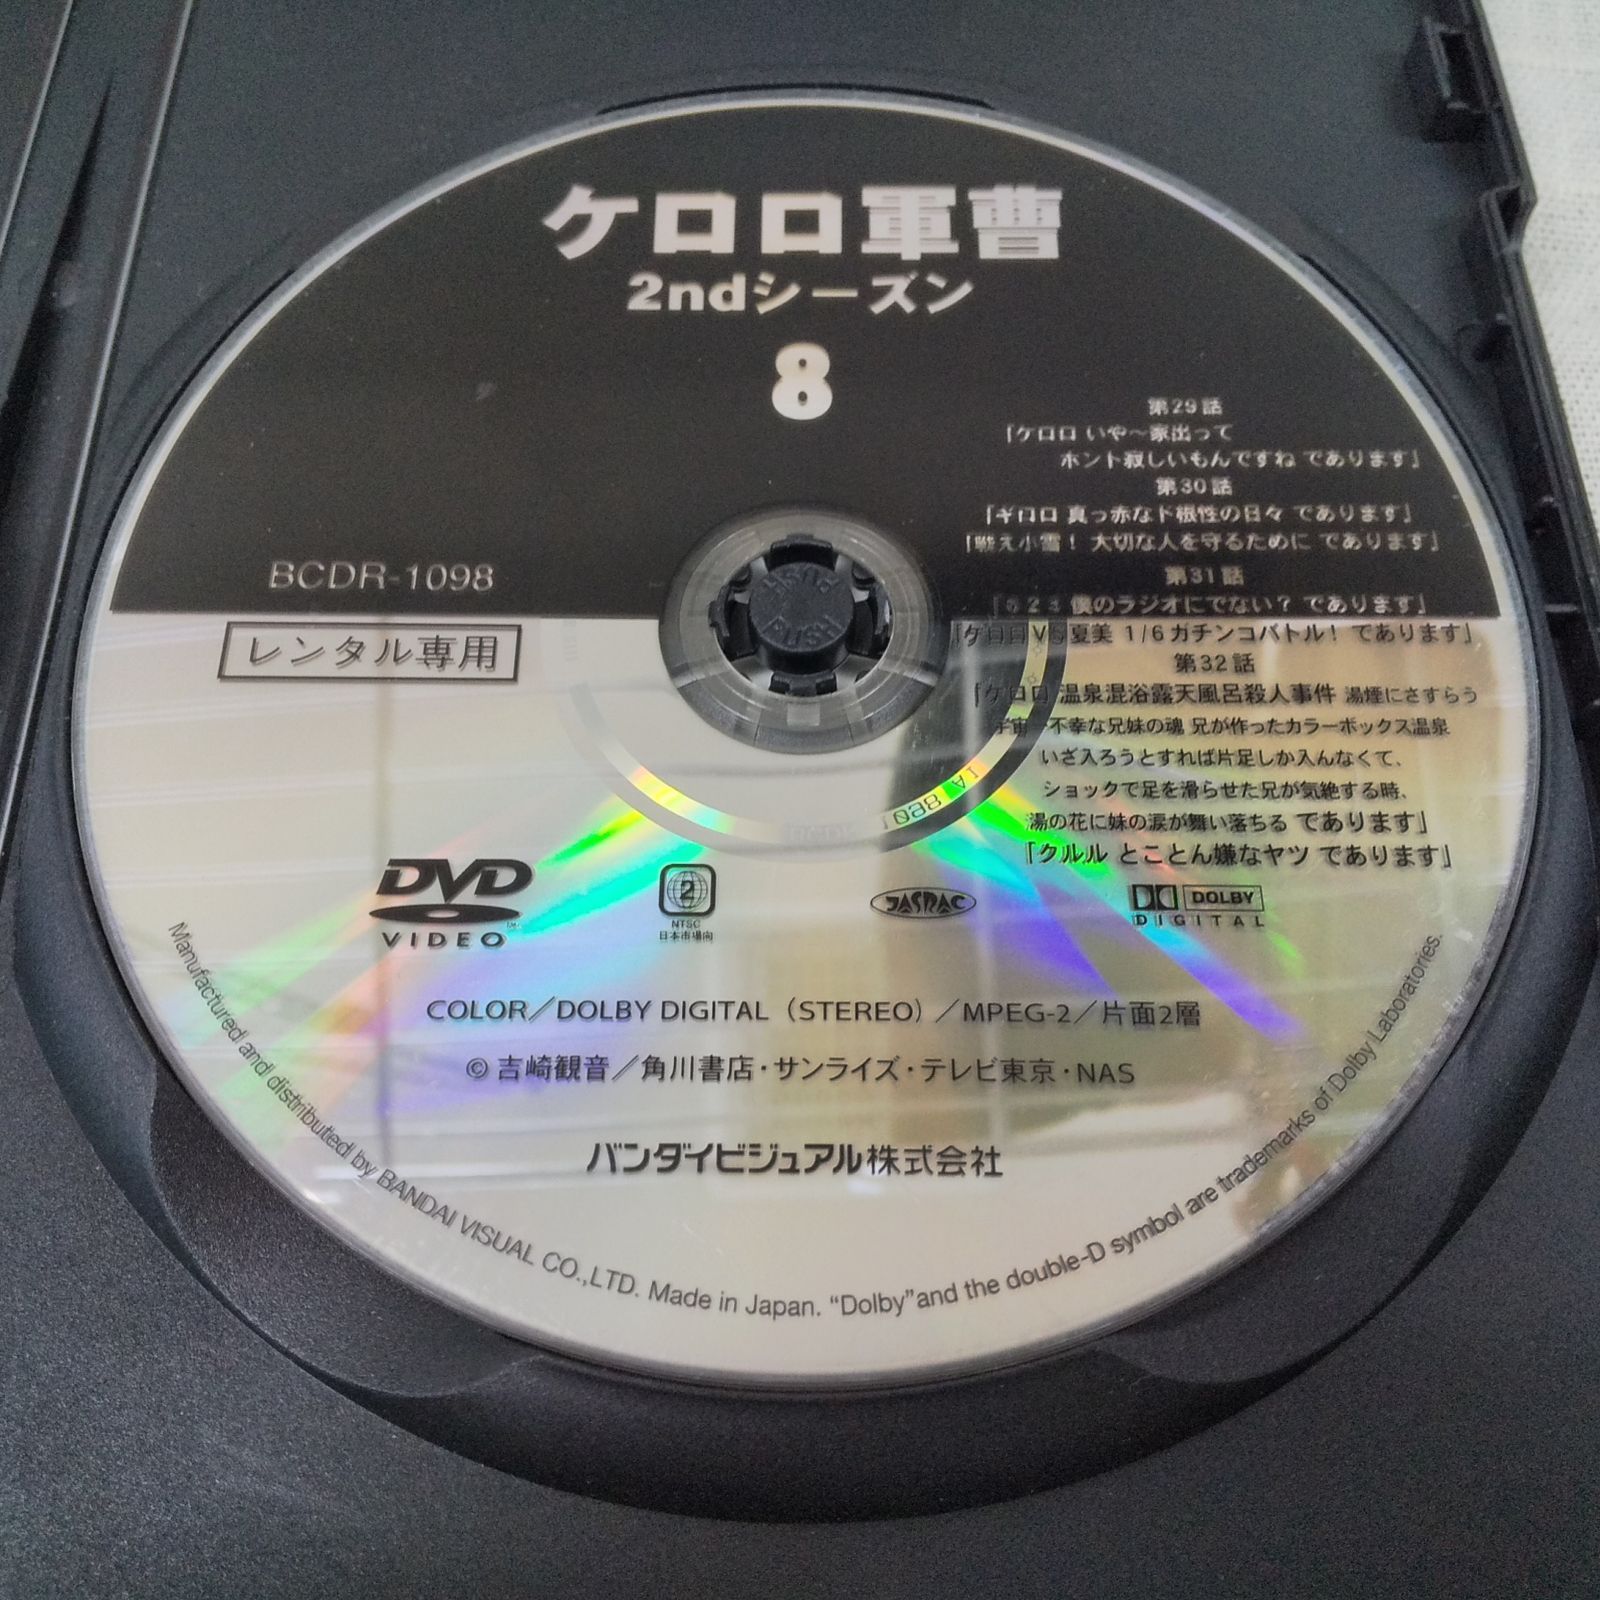 ケロロ軍曹
2ndシーズン
8
第29話
「ケロロ いや〜家出って
ホント寂しいもんですね であります」
第30話
「ギロロ 真っ赤なド根性の日々 であります」
「戦え小雪！ 大切な人を守るために であります」
第31話
「623 僕のラジオにでない？ であります」
「ケロロVS夏美 1/6ガチンコバトル！ であります」
第32話
「ケロロ 温泉混浴露天風呂殺人事件 湯煙にさすらう
宇宙一不幸な兄妹の魂 兄が作ったカラーボックス温泉
いざ入ろうとすれば片足しか入んなくて、
ショックで足を滑らせた兄が気絶する時、
湯の花に妹の涙が舞い落ちる であります」
「クルル とことん嫌なヤツ であります」
BCDR-1098
レンタル専用
PUSH
DVD
VIDEO
2
NTSC
日本市場向
JASRAC
DOLBY
DIGITAL
COLOR／DOLBY DIGITAL（STEREO）／MPEG-2／片面2層
© 吉崎観音／角川書店・サンライズ・テレビ東京・NAS
バンダイビジュアル株式会社
Manufactured and distributed by BANDAI VISUAL CO.,LTD. Made in Japan. “Dolby”and the double-D symbol are trademarks of Dolby Laboratories.